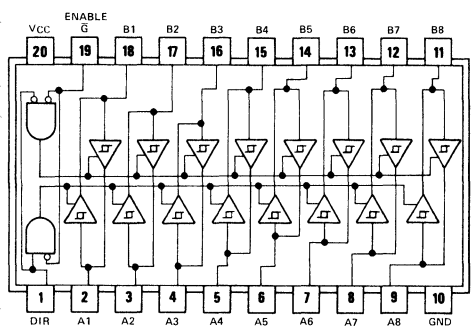 VCC ENABLE G̅ B1 B2 B3 B4 B5 B6 B7 B8
20 19 18 17 16 15 14 13 12 11
1 2 3 4 5 6 7 8 9 10
DIR A1 A2 A3 A4 A5 A6 A7 A8 GND